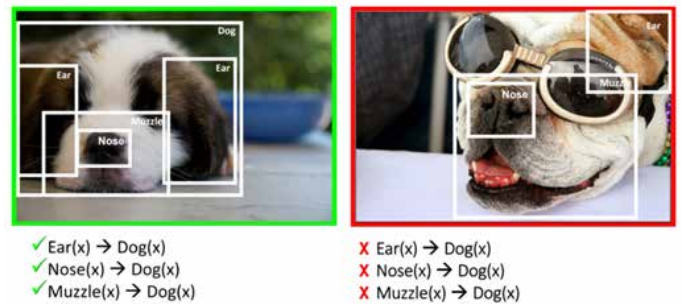 Dog
Ear
Ear
Muzzle
Nose
Ear
Muzzle
Nose
✓Ear(x) → Dog(x)
✓Nose(x) → Dog(x)
✓Muzzle(x) → Dog(x)
X Ear(x) → Dog(x)
X Nose(x) → Dog(x)
X Muzzle(x) → Dog(x)